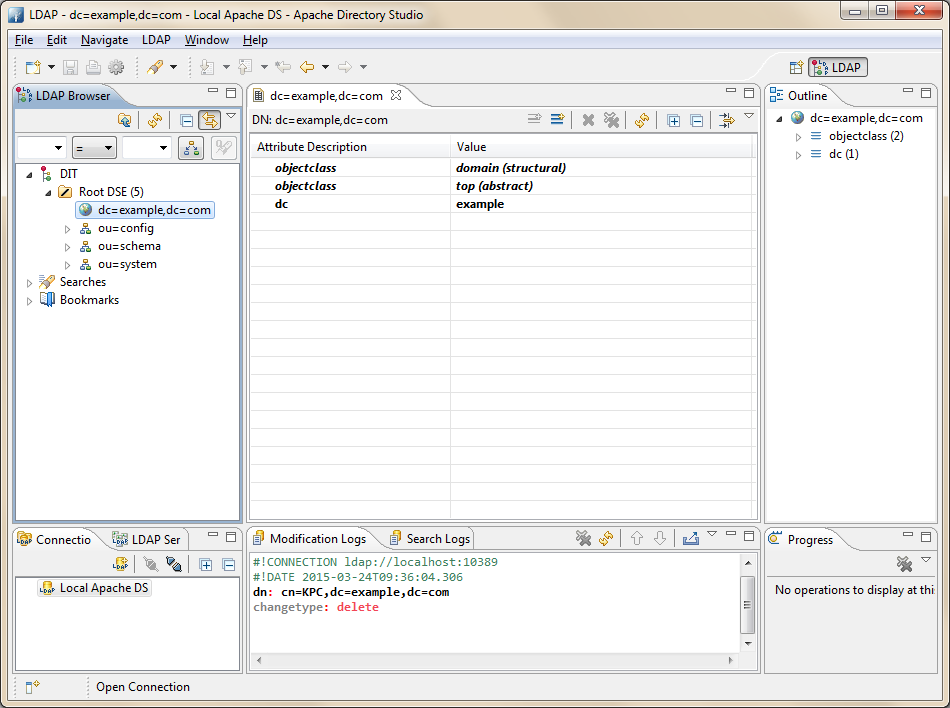 LDAP - dc=example,dc=com - Local Apache DS - Apache Directory Studio
File Edit Navigate LDAP Window Help
LDAP
LDAP Browser
=
DIT
Root DSE (5)
dc=example,dc=com
ou=config
ou=schema
ou=system
Searches
Bookmarks
dc=example,dc=com
DN: dc=example,dc=com
Attribute Description Value
objectclass domain (structural)
objectclass top (abstract)
dc example
Outline
dc=example,dc=com
objectclass (2)
dc (1)
Connectio LDAP Ser
Local Apache DS
Modification Logs Search Logs
#!CONNECTION ldap://localhost:10389
#!DATE 2015-03-24T09:36:04.306
dn: cn=KPC,dc=example,dc=com
changetype: delete
Progress
No operations to display at thi
Open Connection